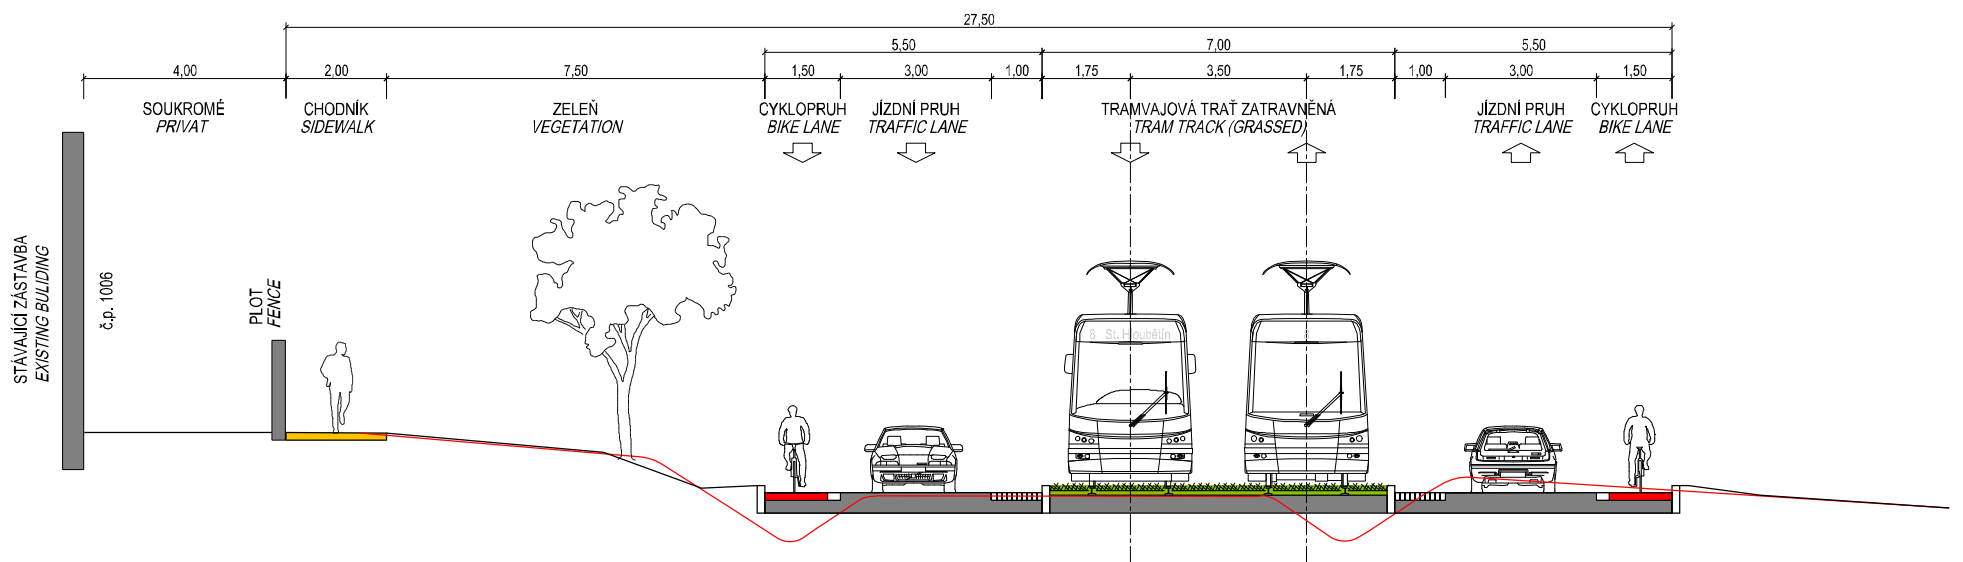 27,50
5,50 7,00 5,50
4,00 2,00 7,50 1,50 3,00 1,00 1,75 3,50 1,75 1,00 3,00 1,50
SOUKROMÉ
PRIVAT
CHODNÍK
SIDEWALK
ZELEŇ
VEGETATION
CYKLOPRUH
BIKE LANE
JÍZDNÍ PRUH
TRAFFIC LANE
TRAMVAJOVÁ TRAŤ ZATRAVNĚNÁ
TRAM TRACK (GRASSED)
JÍZDNÍ PRUH
TRAFFIC LANE
CYKLOPRUH
BIKE LANE
STÁVAJÍCÍ ZÁSTAVBA
EXISTING BULIDING
č.p. 1006
PLOT
FENCE
8 St. Hloubětín